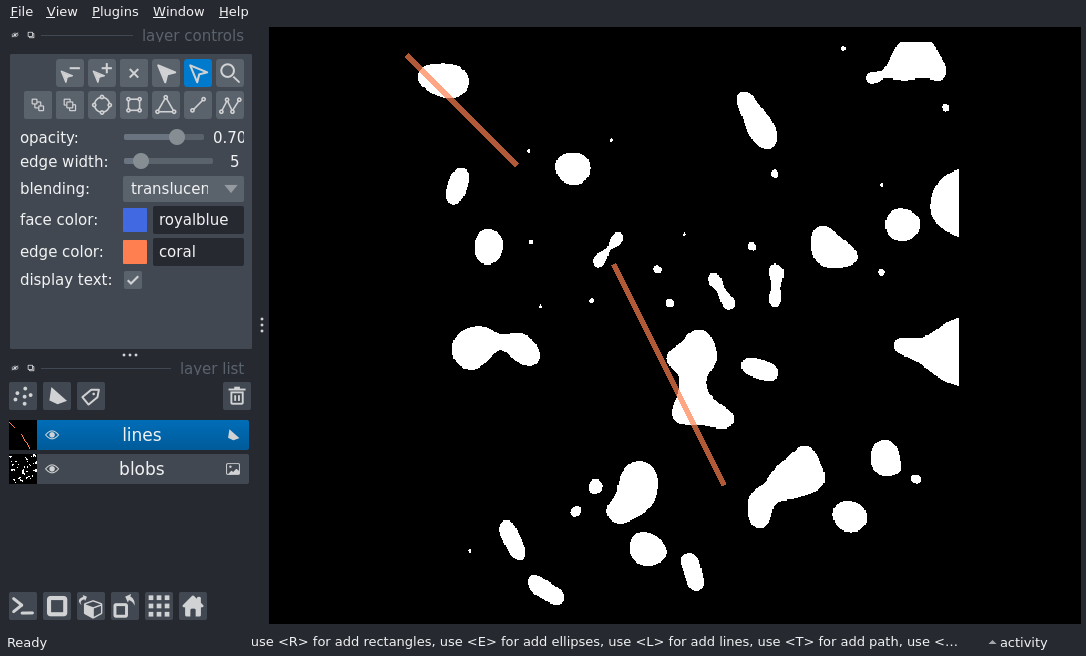 File View Plugins Window Help
layer controls
opacity: 0.70
edge width: 5
blending: translucen
face color: royalblue
edge color: coral
display text:
layer list
lines
blobs
Ready use <R> for add rectangles, use <E> for add ellipses, use <L> for add lines, use <T> for add path, use <... activity